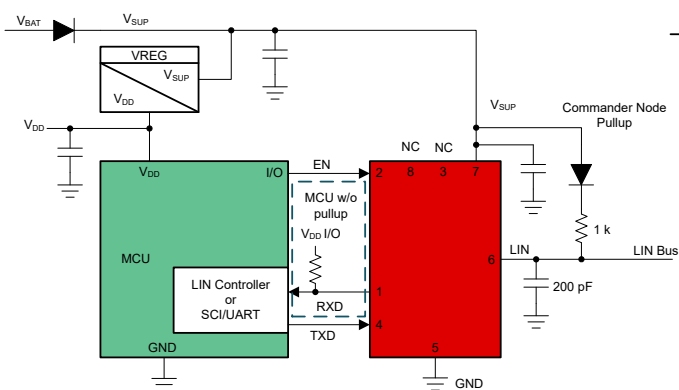 VBAT
VSUP
VREG
VSUP
VDD
VDD
VSUP
Commander Node
Pullup
VDD
I/O
EN
NC
NC
2
8
3
7
MCU w/o
pullup
VDD I/O
MCU
1 k
LIN
LIN Bus
6
LIN Controller
or
SCI/UART
200 pF
1
RXD
TXD
4
GND
5
GND